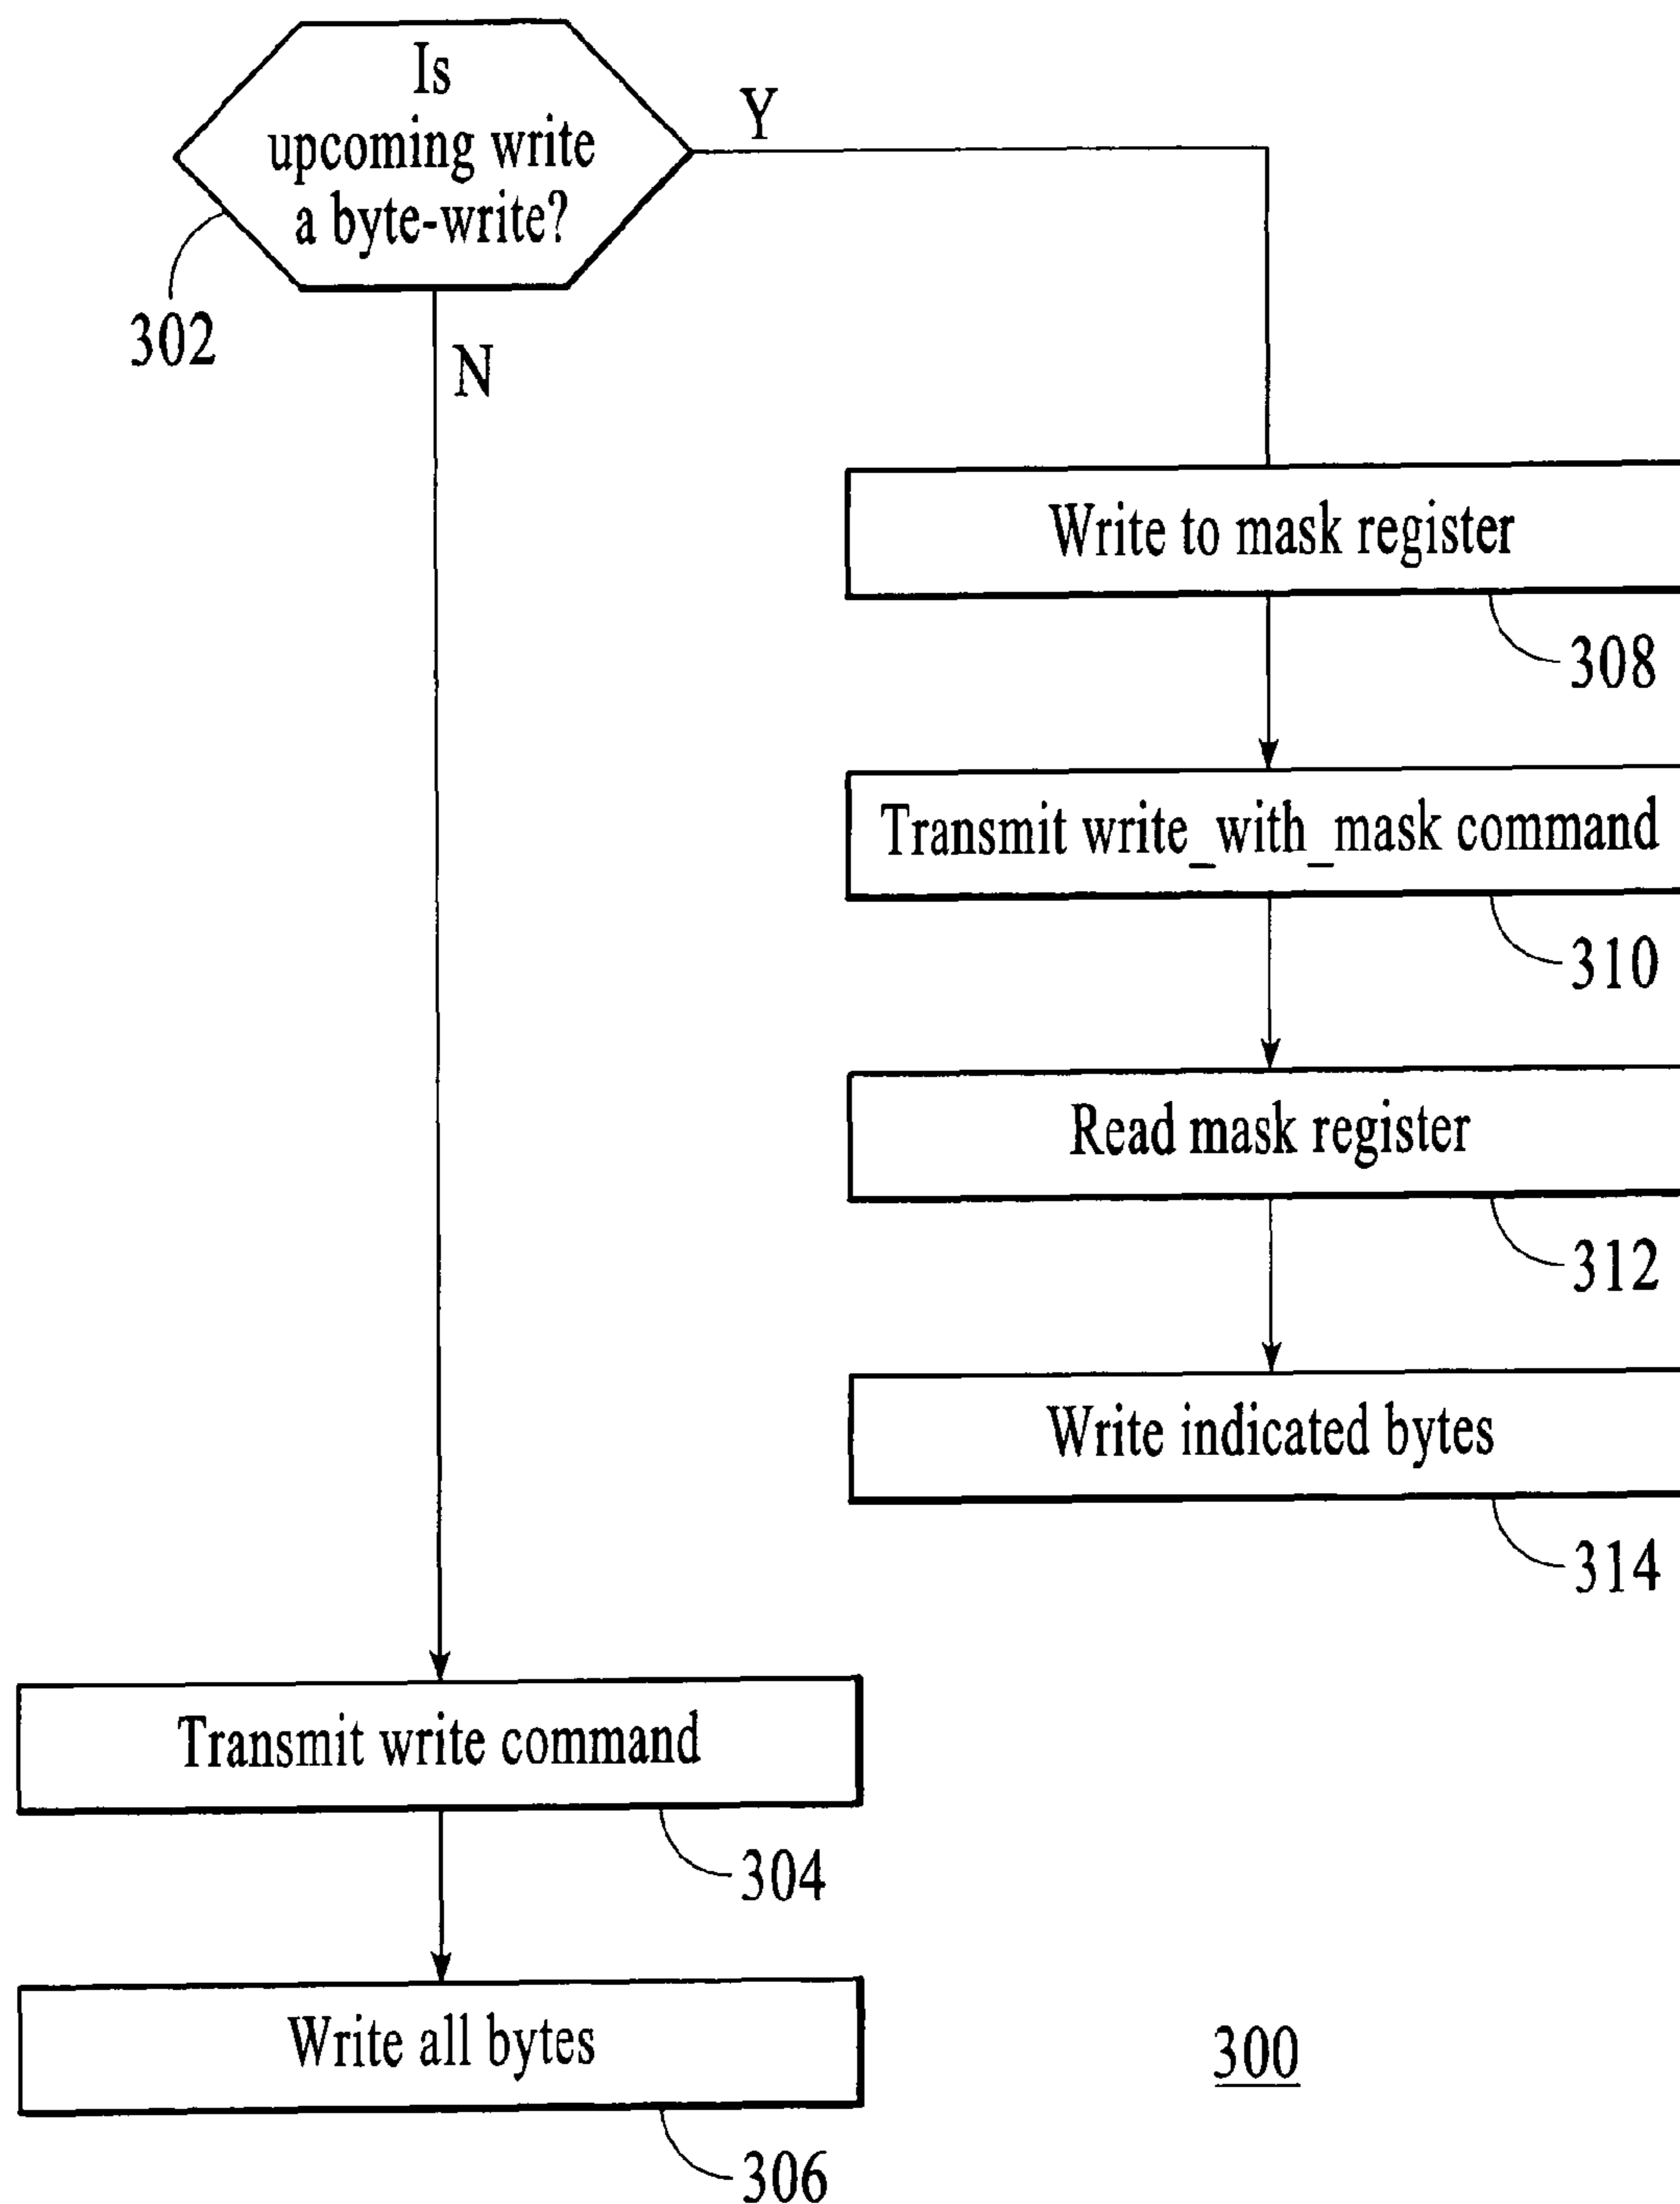 Is
upcoming write
a byte-write?
Y
302
N
Write to mask register
308
Transmit write_with_mask command
310
Read mask register
312
Write indicated bytes
314
Transmit write command
304
Write all bytes
300
306